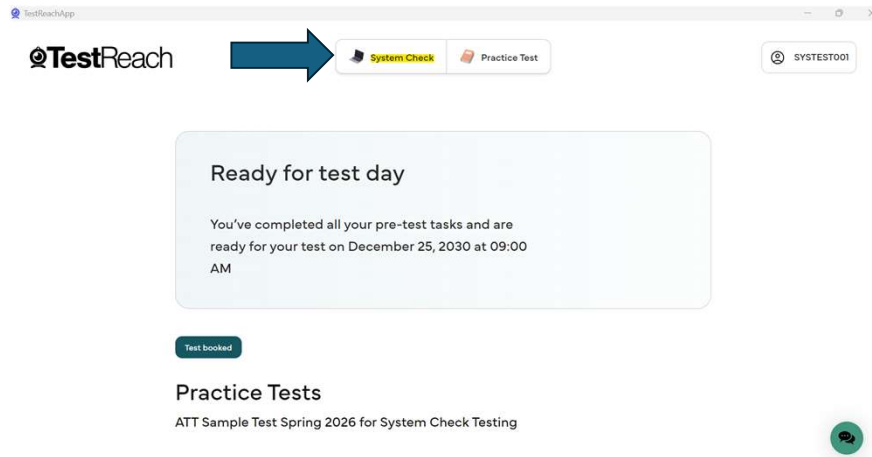 TestReachApp
TestReach
System Check
Practice Test
SYSTEST001
Ready for test day
You've completed all your pre-test tasks and are
ready for your test on December 25, 2030 at 09:00
AM
Test booked
Practice Tests
ATT Sample Test Spring 2026 for System Check Testing